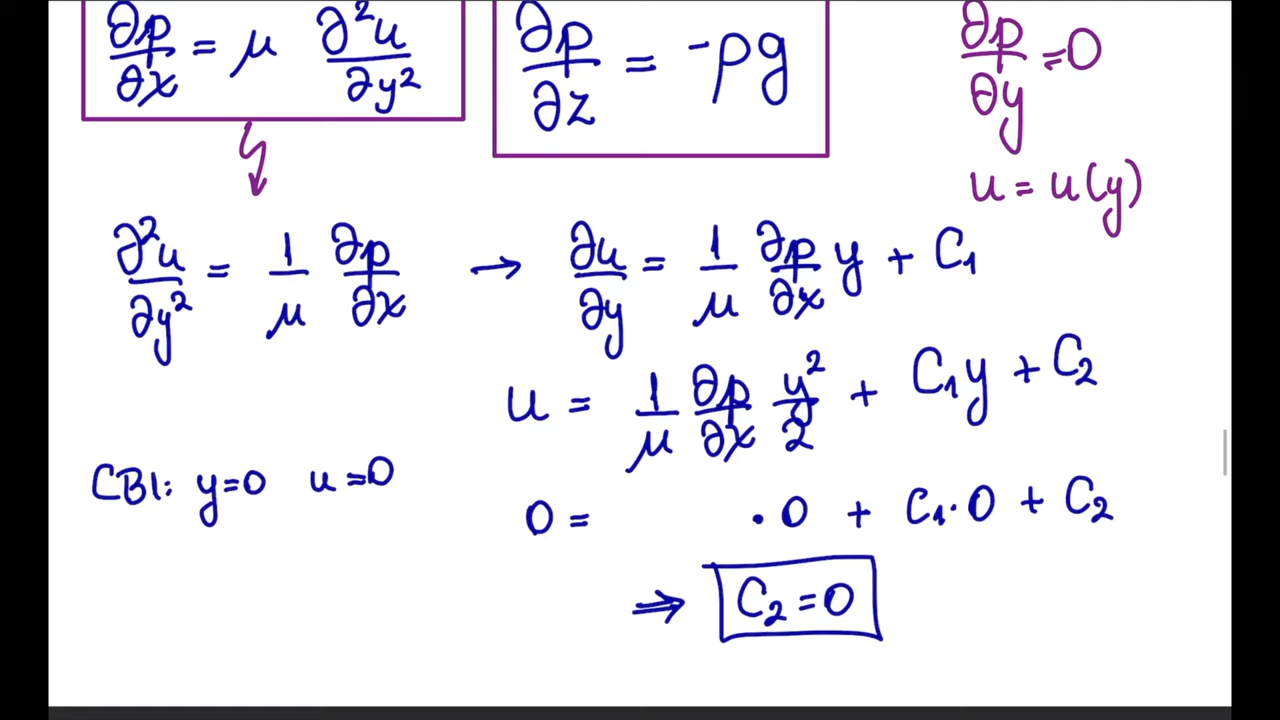 ∂p/∂x = μ ∂²u/∂y²
∂p/∂z = -ρg
∂p/∂y = 0
u = u(y)
∂²u/∂y² = 1/μ ∂p/∂x → ∂u/∂y = 1/μ ∂p/∂x y + C₁
u = 1/μ ∂p/∂x y²/2 + C₁y + C₂
CB1: y=0 u=0
0 = · 0 + C₁· 0 + C₂
⇒ C₂ = 0